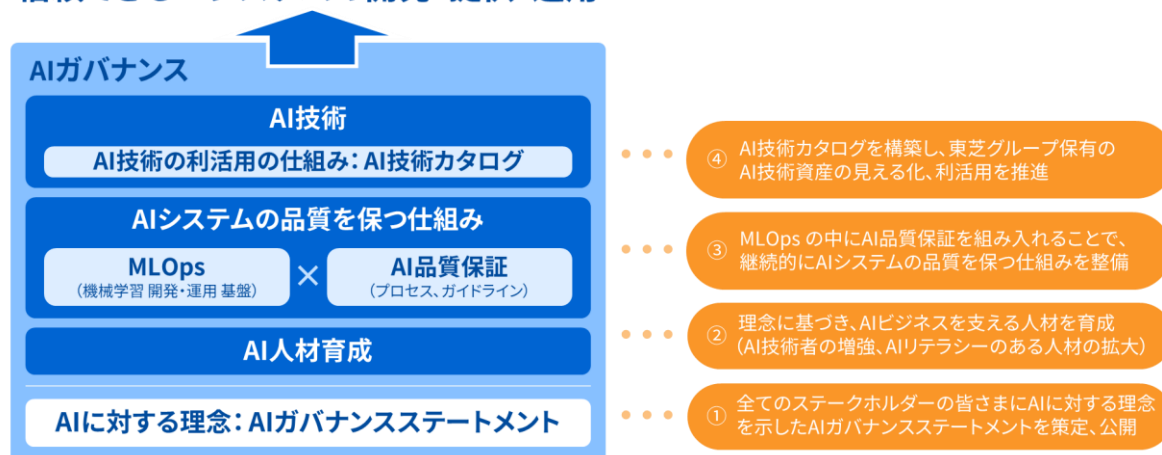 AIガバナンス
AI技術
AI技術の利活用の仕組み：AI技術カタログ
AIシステムの品質を保つ仕組み
MLOps
（機械学習 開発・運用 基盤）
×
AI品質保証
（プロセス、ガイドライン）
AI人材育成
AIに対する理念：AIガバナンスステートメント
④ AI技術カタログを構築し、東芝グループ保有の
AI技術資産の見える化、利活用を推進
③ MLOps の中にAI品質保証を組み入れることで、
継続的にAIシステムの品質を保つ仕組みを整備
② 理念に基づき、AIビジネスを支える人材を育成
（AI技術者の増強、AIリテラシーのある人材の拡大）
① 全てのステークホルダーの皆さまにAIに対する理念
を示したAIガバナンスステートメントを策定、公開